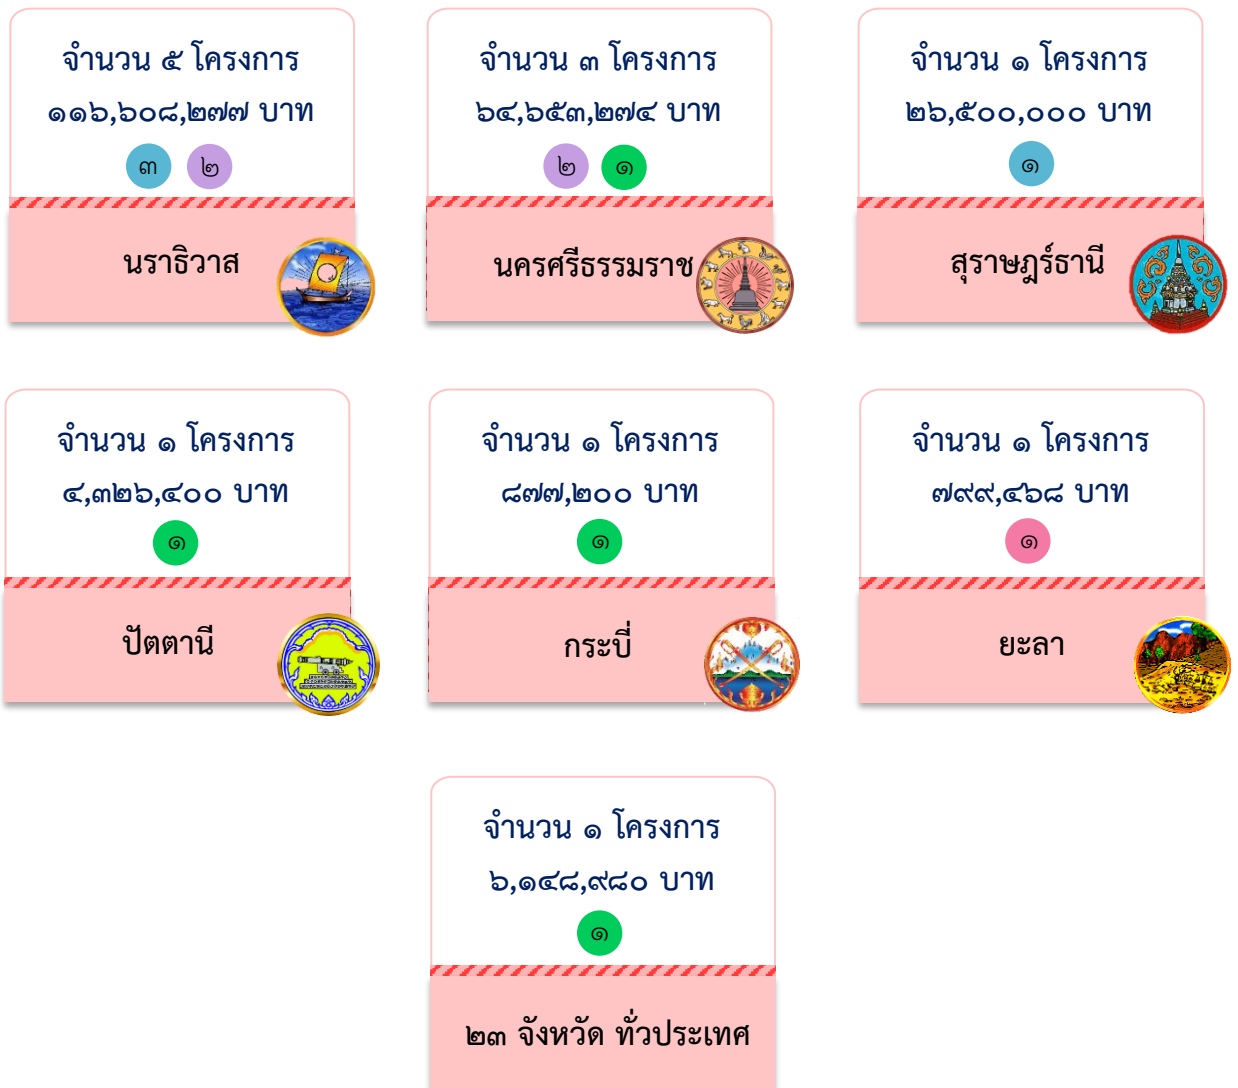 จำนวน ๕ โครงการ
๑๑๖,๖๐๘,๒๗๗ บาท
๓ ๒
นราธิวาส
จำนวน ๓ โครงการ
๖๔,๖๕๓,๒๗๔ บาท
๒ ๑
นครศรีธรรมราช
จำนวน ๑ โครงการ
๒๖,๕๐๐,๐๐๐ บาท
๑
สุราษฎร์ธานี
จำนวน ๑ โครงการ
๔,๓๒๖,๔๐๐ บาท
๑
ปัตตานี
จำนวน ๑ โครงการ
๘๗๗,๒๐๐ บาท
๑
กระบี่
จำนวน ๑ โครงการ
๗๙๙,๔๖๘ บาท
๑
ยะลา
จำนวน ๑ โครงการ
๖,๑๔๘,๙๘๐ บาท
๑
๒๓ จังหวัด ทั่วประเทศ